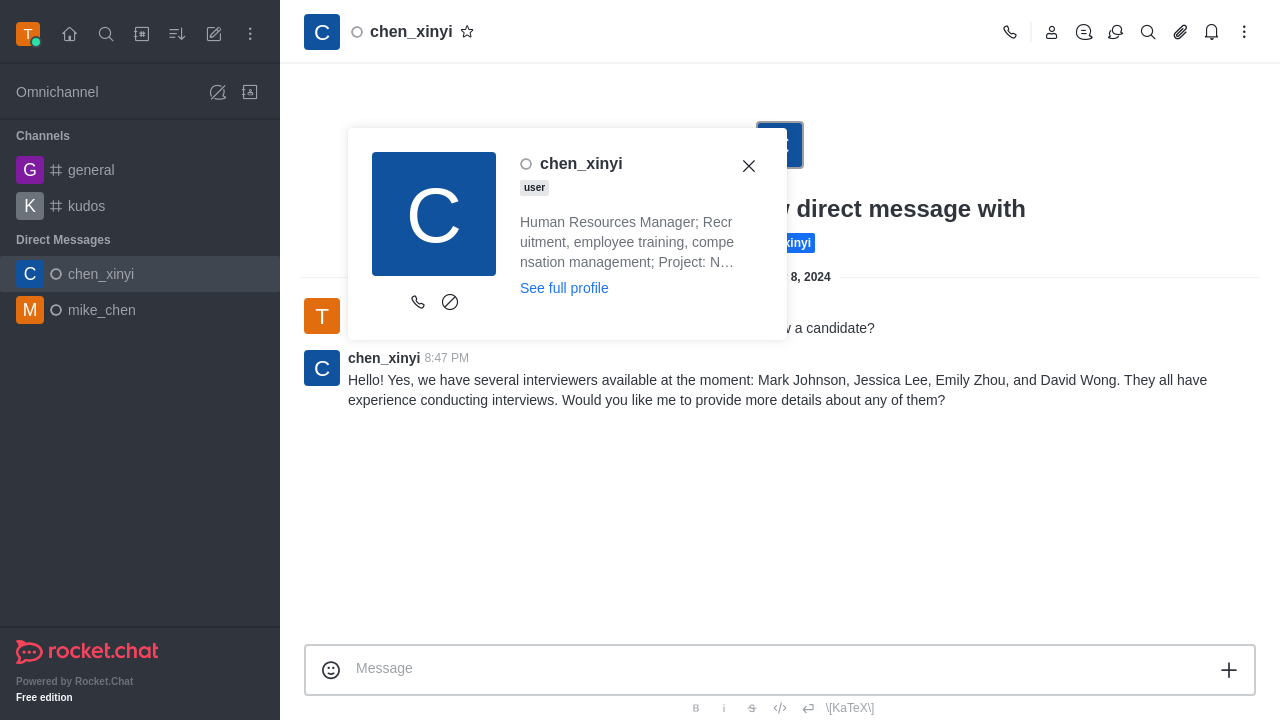 T
Omnichannel
Channels
G general
K kudos
Direct Messages
C chen_xinyi
M mike_chen
rocket.chat
Powered by Rocket.Chat
Free edition
C chen_xinyi
direct message with
xinyi
8, 2024
T
a candidate?
C
chen_xinyi
user
Human Resources Manager; Recr
uitment, employee training, compe
nsation management; Project: N…
See full profile
C chen_xinyi 8:47 PM
Hello! Yes, we have several interviewers available at the moment: Mark Johnson, Jessica Lee, Emily Zhou, and David Wong. They all have
experience conducting interviews. Would you like me to provide more details about any of them?
Message
B i S \[KaTeX\]